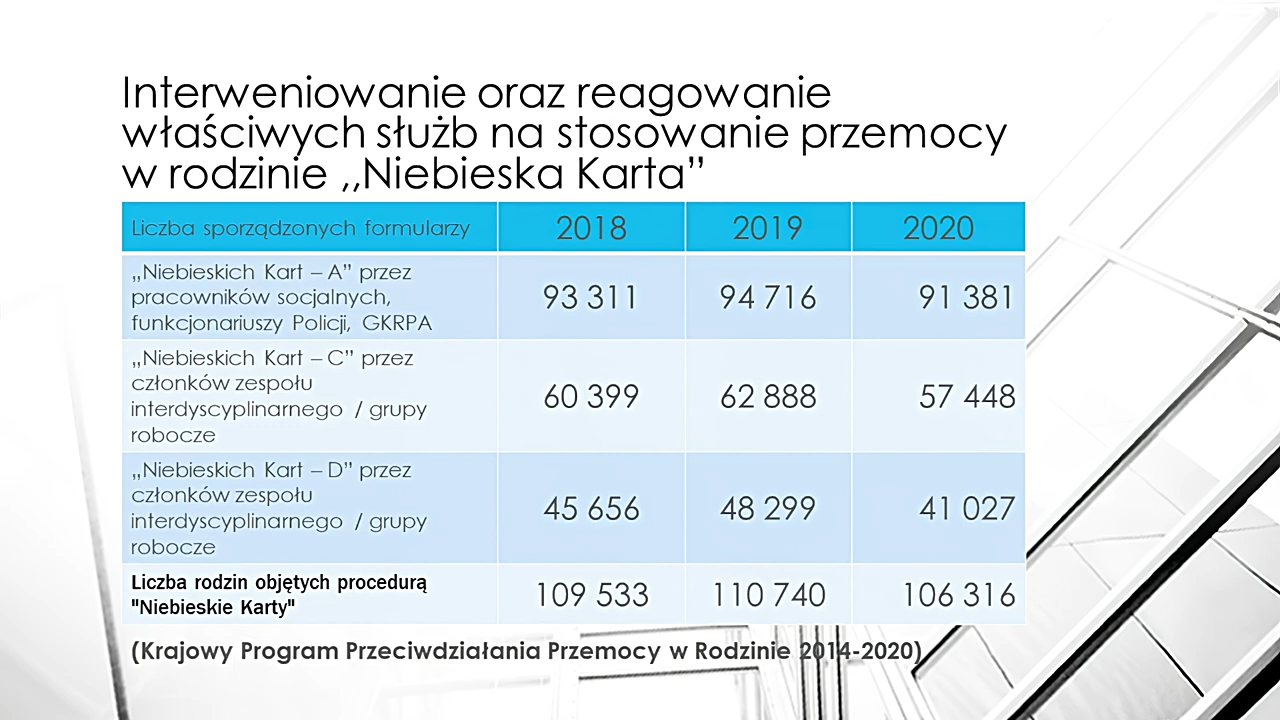 Interweniowanie oraz reagowanie
właściwych służb na stosowanie przemocy
w rodzinie ,,Niebieska Karta”
Liczba sporządzonych formularzy 2018 2019 2020
„Niebieskich Kart – A” przez
pracowników socjalnych,
funkcjonariuszy Policji, GKRPA
93 311 94 716 91 381
„Niebieskich Kart – C” przez
członków zespołu
interdyscyplinarnego / grupy
robocze
60 399 62 888 57 448
„Niebieskich Kart – D” przez
członków zespołu
interdyscyplinarnego / grupy
robocze
45 656 48 299 41 027
Liczba rodzin objętych procedurą
"Niebieskie Karty"
109 533 110 740 106 316
(Krajowy Program Przeciwdziałania Przemocy w Rodzinie 2014-2020)